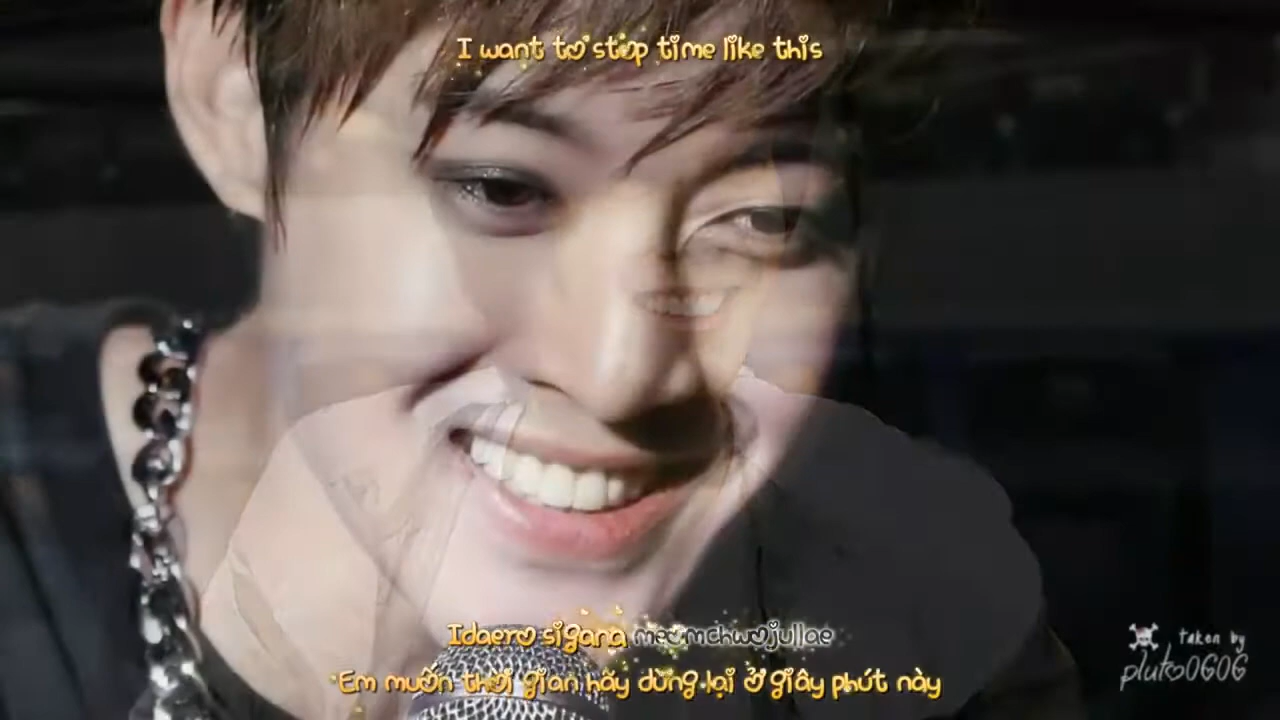 I want to stop time like this
Idaero sigana meomchwojullae
Em muốn thời gian hãy dừng lại ở giây phút này
taken by
pluto0606